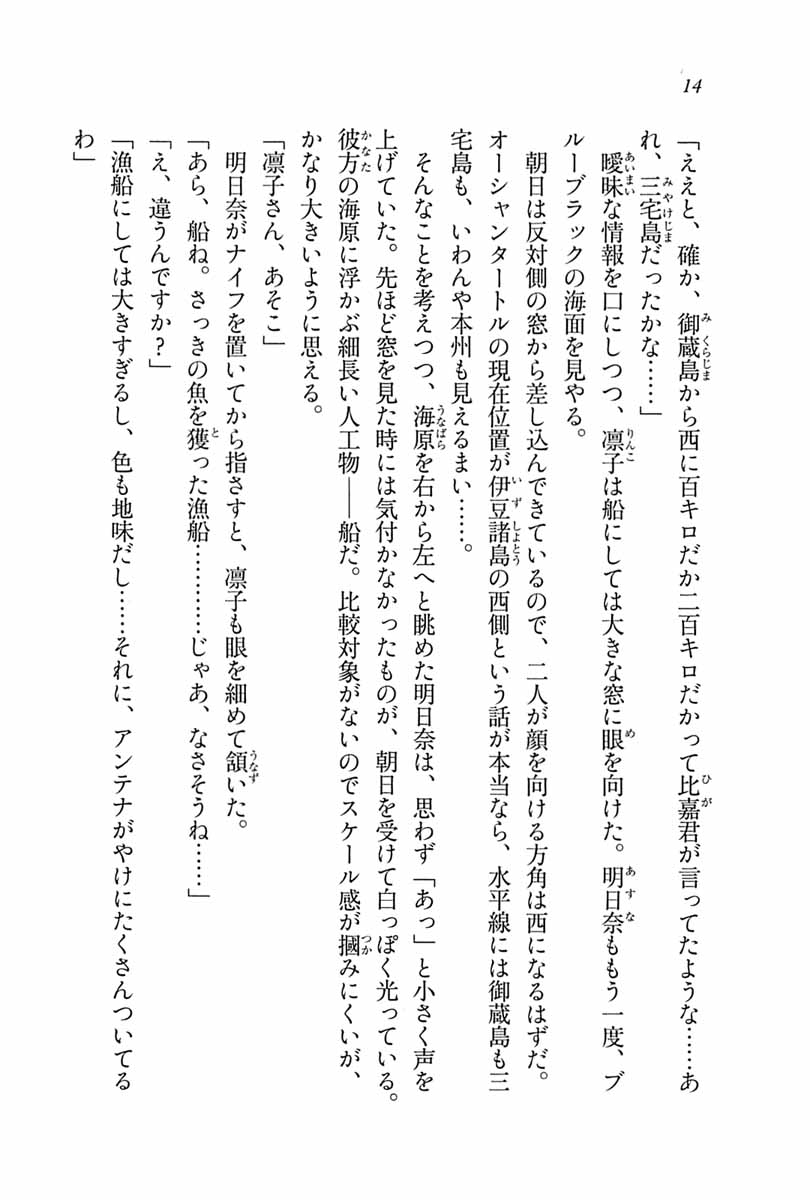 14
「ええと、確か、御蔵島から西に百キロだか二百キロだかって比嘉君が言ってたような……あ
れ、三宅島だったかな……」
　曖昧な情報を口にしつつ、凛子は船にしては大きな窓に眼を向けた。明日奈ももう一度、ブ
ルーブラックの海面を見やる。
　朝日は反対側の窓から差し込んできているので、二人が顔を向ける方角は西になるはずだ。
オーシャンタートルの現在位置が伊豆諸島の西側という話が本当なら、水平線には御蔵島も三
宅島も、いわんや本州も見えるまい……。
　そんなことを考えつつ、海原を右から左へと眺めた明日奈は、思わず「あっ」と小さく声を
上げていた。先ほど窓を見た時には気付かなかったものが、朝日を受けて白っぽく光っている。
彼方の海原に浮かぶ細長い人工物――船だ。比較対象がないのでスケール感が摑みにくいが、
かなり大きいように思える。
「凛子さん、あそこ」
　明日奈がナイフを置いてから指さすと、凛子も眼を細めて頷いた。
「あら、船ね。さっきの魚を獲った漁船…………じゃあ、なさそうね……」
「え、違うんですか？」
「漁船にしては大きすぎるし、色も地味だし……それに、アンテナがやけにたくさんついてる
わ」